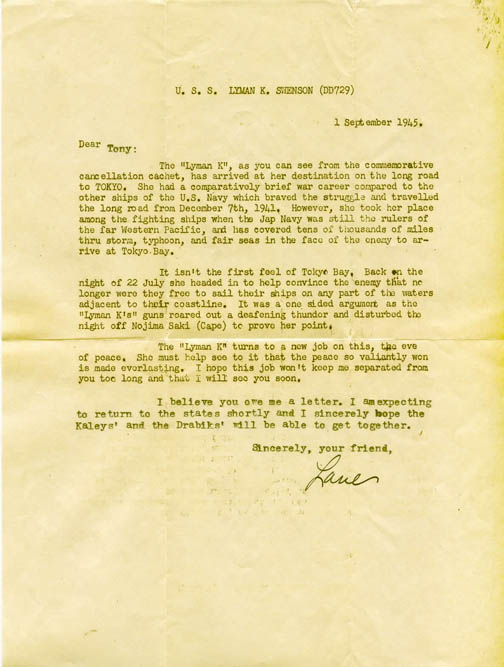 U. S. S. LYMAN K. SWENSON (DD729)
1 September 1945.
Dear Tony:
The "Lyman K", as you can see from the commemorative
cancellation cachet, has arrived at her destination on the long road
to TOKYO. She had a comparatively brief war career compared to the
other ships of the U.S. Navy which braved the struggle and travelled
the long road from December 7th, 1941. However, she took her place
among the fighting ships when the Jap Navy was still the rulers of
the far Western Pacific, and has covered tens of thousands of miles
thru storm, typhoon, and fair seas in the face of the enemy to ar-
rive at Tokyo Bay.
It isn't the first feel of Tokyo Bay. Back on the
night of 22 July she headed in to help convince the enemy that no
longer were they free to sail their ships on any part of the waters
adjacent to their coastline. It was a one sided argument as the
"Lyman K's" guns roared out a deafening thunder and disturbed the
night off Nojima Saki (Cape) to prove her point.
The "Lyman K" turns to a new job on this, the eve
of peace. She must help see to it that the peace so valiantly won
is made everlasting. I hope this job won't keep me separated from
you too long and that I will see you soon.
I believe you owe me a letter. I am expecting
to return to the states shortly and I sincerely hope the
Kaleys' and the Drabiks' will be able to get together.
Sincerely, your friend,